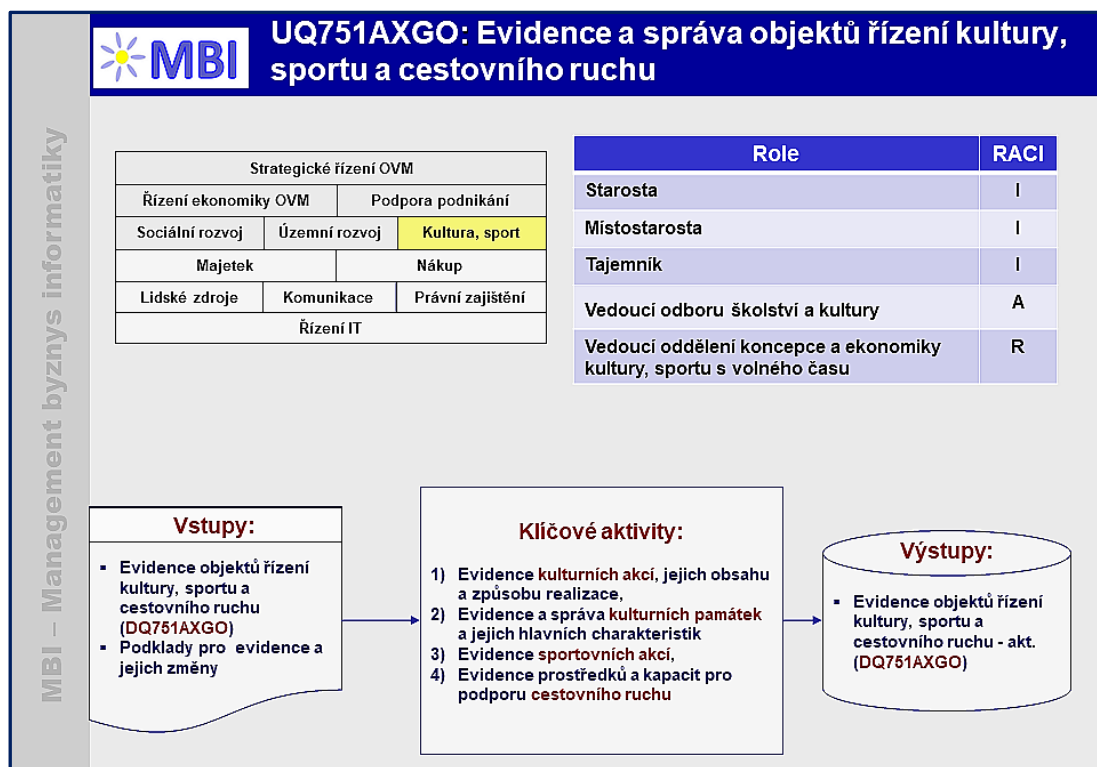 MBI
UQ751AXGO: Evidence a správa objektů řízení kultury,
sportu a cestovního ruchu
MBI – Management byznys informatiky
Strategické řízení OVM
Řízení ekonomiky OVM
Podpora podnikání
Sociální rozvoj
Územní rozvoj
Kultura, sport
Majetek
Nákup
Lidské zdroje
Komunikace
Právní zajištění
Řízení IT
Role RACI
Starosta I
Místostarosta I
Tajemník I
Vedoucí odboru školství a kultury A
Vedoucí oddělení koncepce a ekonomiky R
kultury, sportu s volného času
Vstupy:
▪ Evidence objektů řízení
kultury, sportu a
cestovního ruchu
(DQ751AXGO)
▪ Podklady pro evidence a
jejich změny
Klíčové aktivity:
1) Evidence kulturních akcí, jejich obsahu
a způsobu realizace,
2) Evidence a správa kulturních památek
a jejich hlavních charakteristik
3) Evidence sportovních akcí,
4) Evidence prostředků a kapacit pro
podporu cestovního ruchu
Výstupy:
▪ Evidence objektů řízení
kultury, sportu a
cestovního ruchu - akt.
(DQ751AXGO)